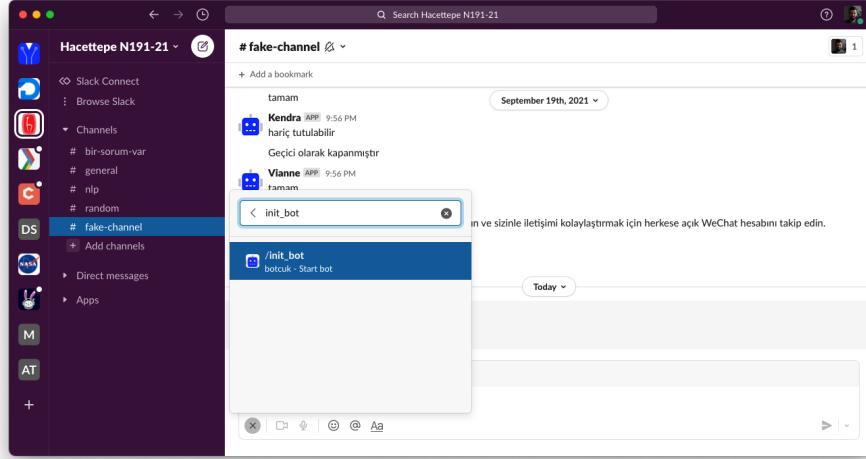 Search Hacettepe N191-21
Hacettepe N191-21
Slack Connect
Browse Slack
Channels
# bir-sorum-var
# general
# nlp
# random
# fake-channel
+ Add channels
Direct messages
Apps
DS
NASA
M
AT
+
# fake-channel
1
+ Add a bookmark
tamam
September 19th, 2021
Kendra APP 9:56 PM
hariç tutulabilir
Geçici olarak kapanmıştır
Vianne APP 9:56 PM
tamam
init_bot
ın ve sizinle iletişimi kolaylaştırmak için herkese açık WeChat hesabını takip edin.
/init_bot
botcuk - Start bot
Today
@ Aa